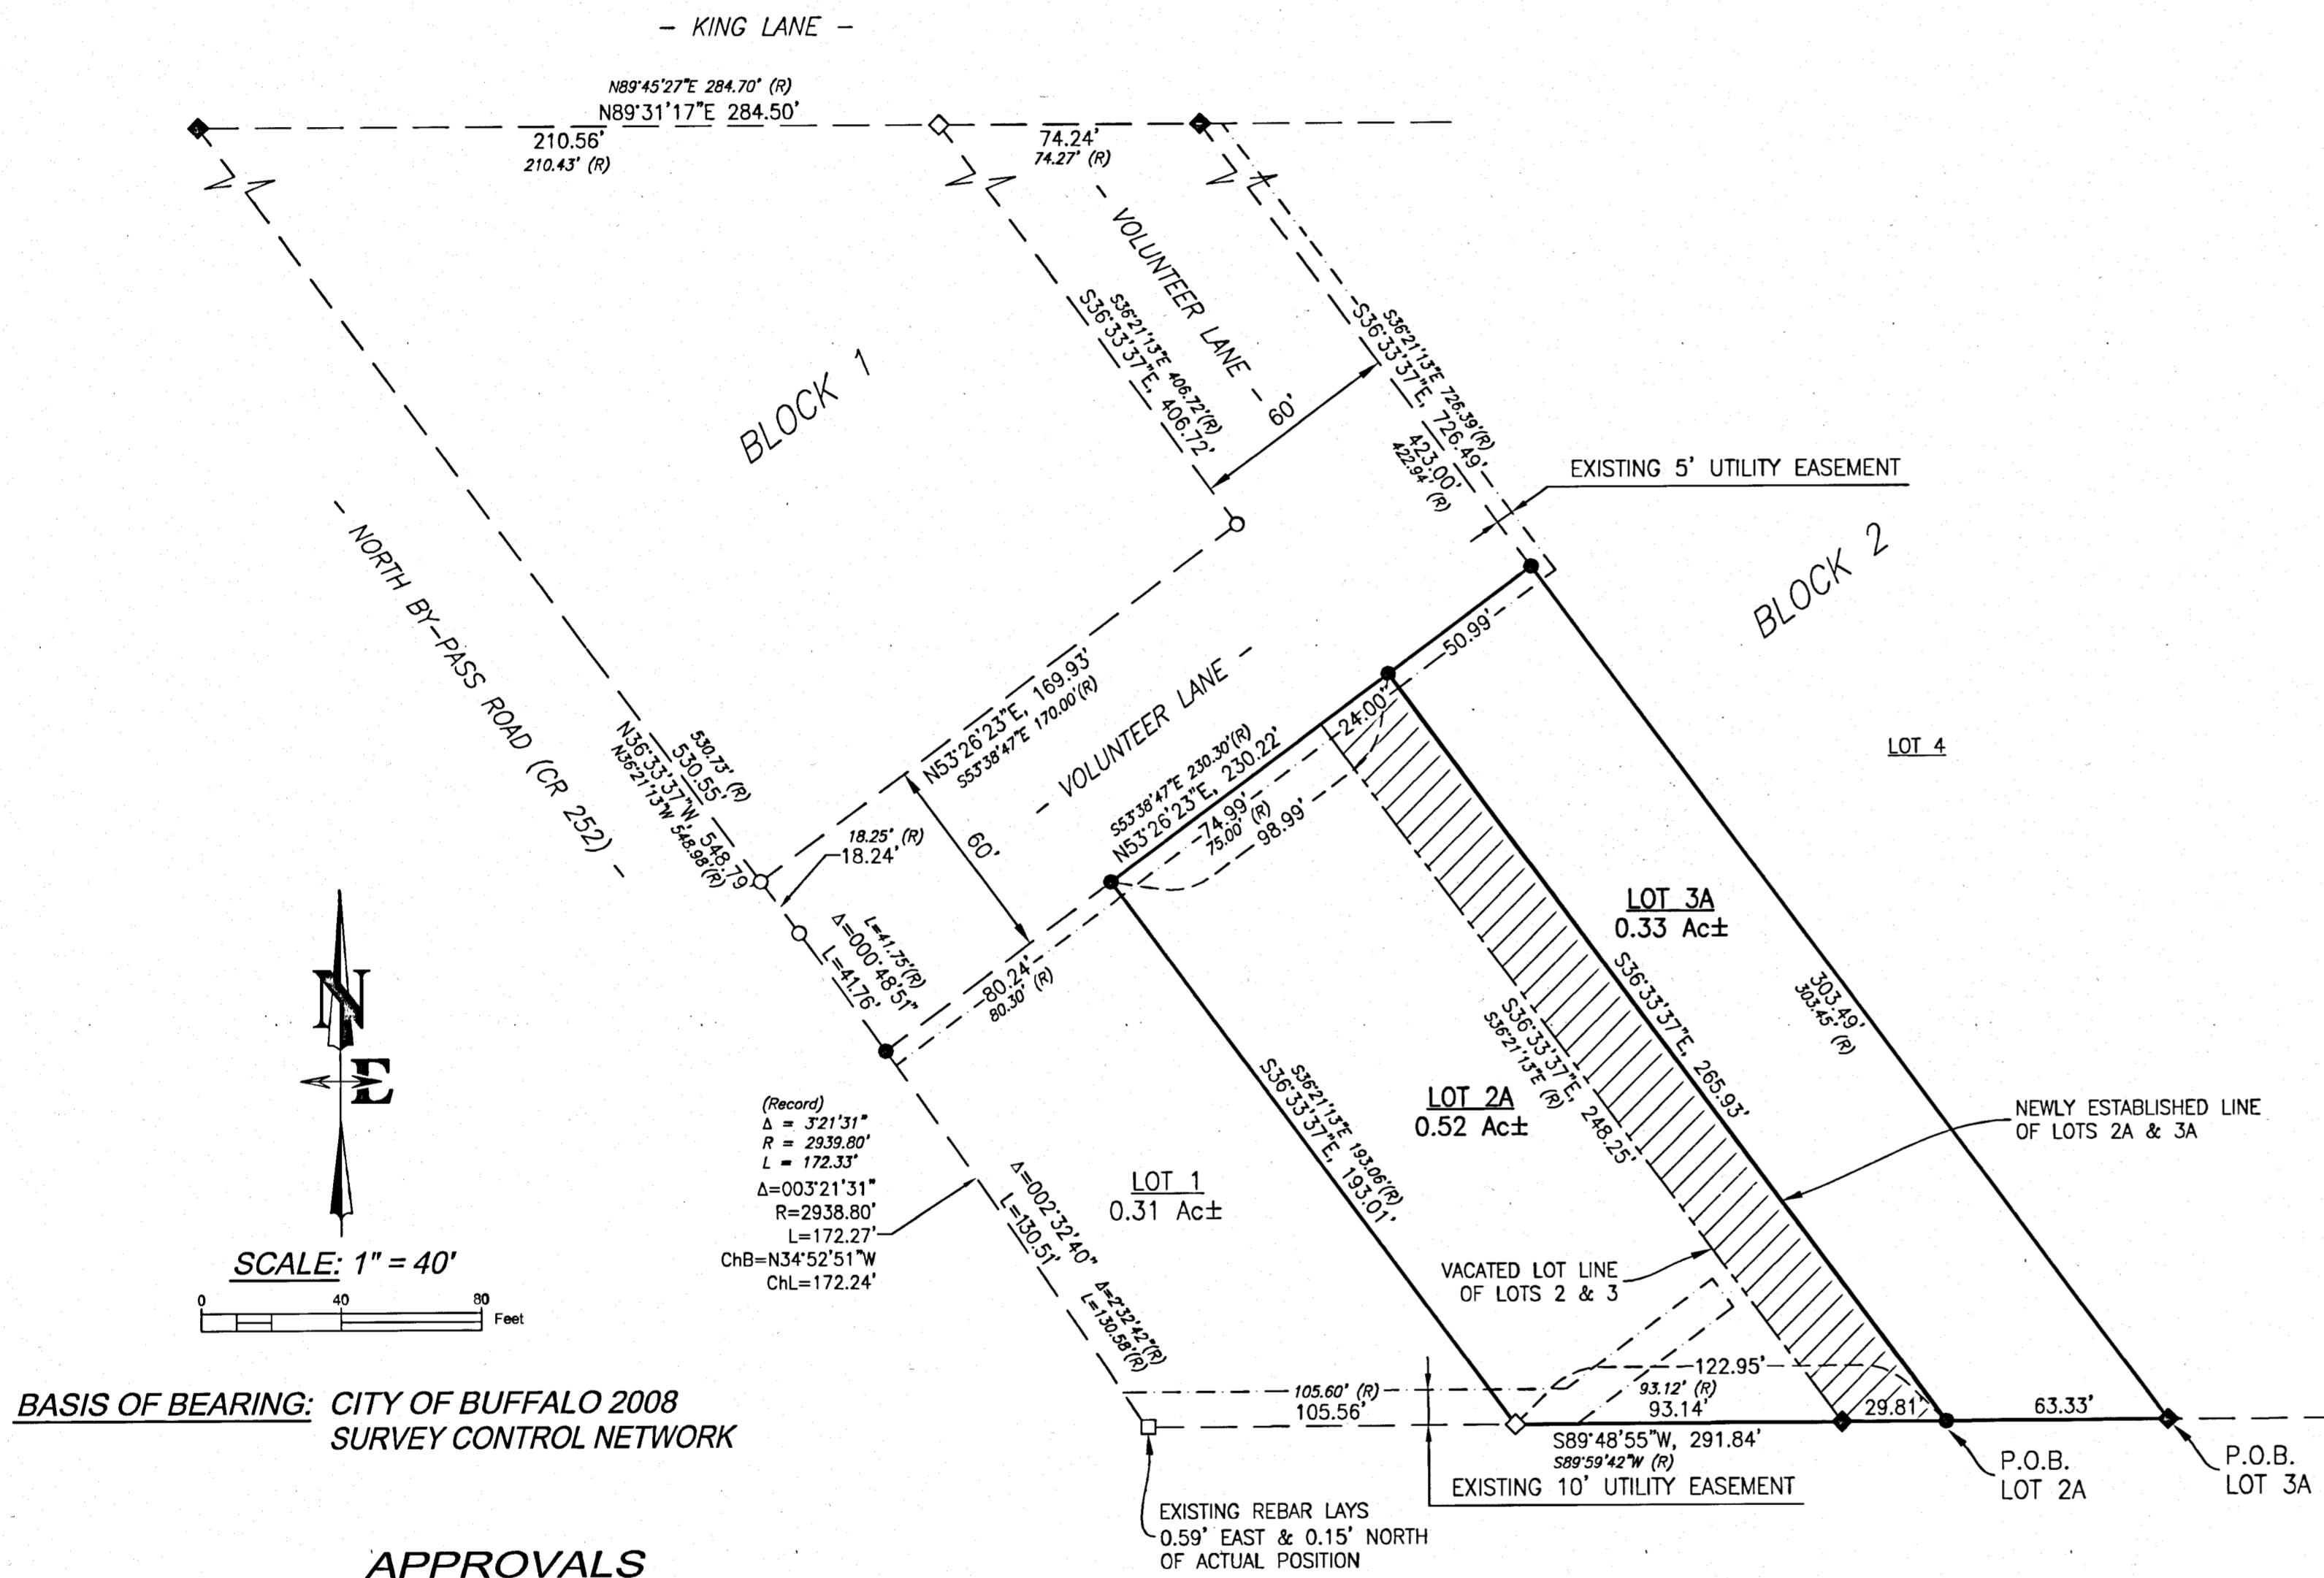 - KING LANE -
N89°45'27"E 284.70' (R)
N89°31'17"E 284.50'
210.56'
210.43' (R)
74.24'
74.27' (R)
- VOLUNTEER LANE -
S36°21'13"E 406.72'(R)
S36°33'37"E, 406.72'
60'
S36°21'13"E 726.39'(R)
S36°33'37"E, 726.49'
423.00'
422.94' (R)
BLOCK 1
EXISTING 5' UTILITY EASEMENT
BLOCK 2
- NORTH BY-PASS ROAD (CR 252) -
530.73' (R)
530.55'
N36°33'37"W, 548.79'
N36°21'13"W 548.98'(R)
N53°26'23"E, 169.93'
S53°38'47"E 170.00'(R)
- VOLUNTEER LANE -
50.99'
24.00'
S53°38'47"E 230.30'(R)
N53°26'23"E, 230.22'
74.99'
75.00' (R)
98.99'
LOT 4
18.25' (R)
18.24'
60'
L=41.75'(R)
Δ=000°48'51"
L=41.76'
80.24'
80.30' (R)
LOT 3A
0.33 Ac±
303.49'
303.45' (R)
S36°33'37"E, 265.93'
S36°33'37"E, 248.25'
S36°21'13"E (R)
N
E
S36°21'13"E 193.06'(R)
S36°33'37"E, 193.01'
LOT 2A
0.52 Ac±
NEWLY ESTABLISHED LINE
OF LOTS 2A & 3A
(Record)
Δ = 3°21'31"
R = 2939.80'
L = 172.33'
Δ=003°21'31"
R=2938.80'
L=172.27'
ChB=N34°52'51"W
ChL=172.24'
Δ=002°32'40"
L=130.51'
Δ=2°32'42"(R)
L=130.58'(R)
LOT 1
0.31 Ac±
VACATED LOT LINE
OF LOTS 2 & 3
SCALE: 1" = 40'
0 40 80
Feet
122.95'
105.60' (R)
105.56'
93.12' (R)
93.14'
29.81'
63.33'
S89°48'55"W, 291.84'
S89°59'42"W (R)
EXISTING 10' UTILITY EASEMENT
P.O.B.
LOT 2A
P.O.B.
LOT 3A
BASIS OF BEARING: CITY OF BUFFALO 2008
SURVEY CONTROL NETWORK
EXISTING REBAR LAYS
0.59' EAST & 0.15' NORTH
OF ACTUAL POSITION
APPROVALS